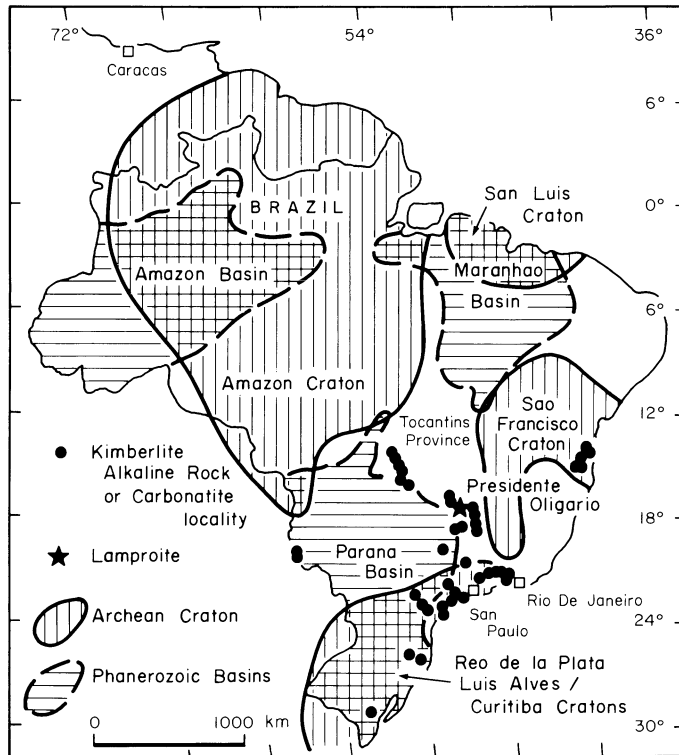 72°
54°
36°
Caracas
6°
San Luis
Craton
BRAZIL
0°
Amazon Basin
Maranhao
Basin
6°
Amazon Craton
Sao
Francisco
Craton
12°
Tocantins
Province
Kimberlite
Alkaline Rock
or Carbonatite
locality
Presidente
Oligario
18°
Lamproite
Parana
Basin
Rio De Janeiro
San
Paulo
24°
Archean Craton
Reo de la Plata
Luis Alves /
Curitiba Cratons
Phanerozoic Basins
0 1000 km
30°